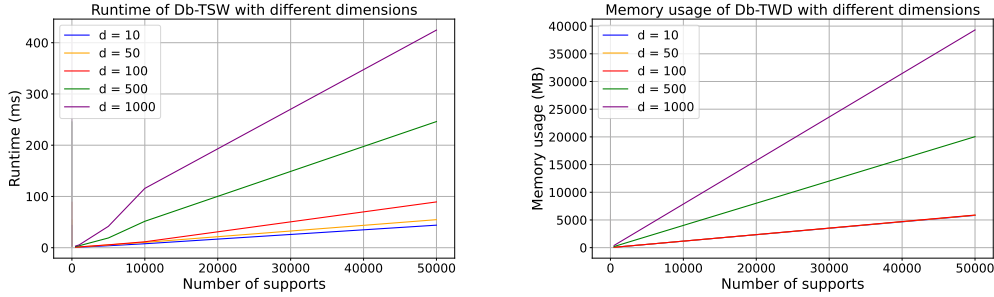 Runtime of Db-TSW with different dimensions
400
300
200
100
0
Runtime (ms)
d = 10
d = 50
d = 100
d = 500
d = 1000
0 10000 20000 30000 40000 50000
Number of supports
Memory usage of Db-TWD with different dimensions
40000
35000
30000
25000
20000
15000
10000
5000
0
Memory usage (MB)
d = 10
d = 50
d = 100
d = 500
d = 1000
0 10000 20000 30000 40000 50000
Number of supports